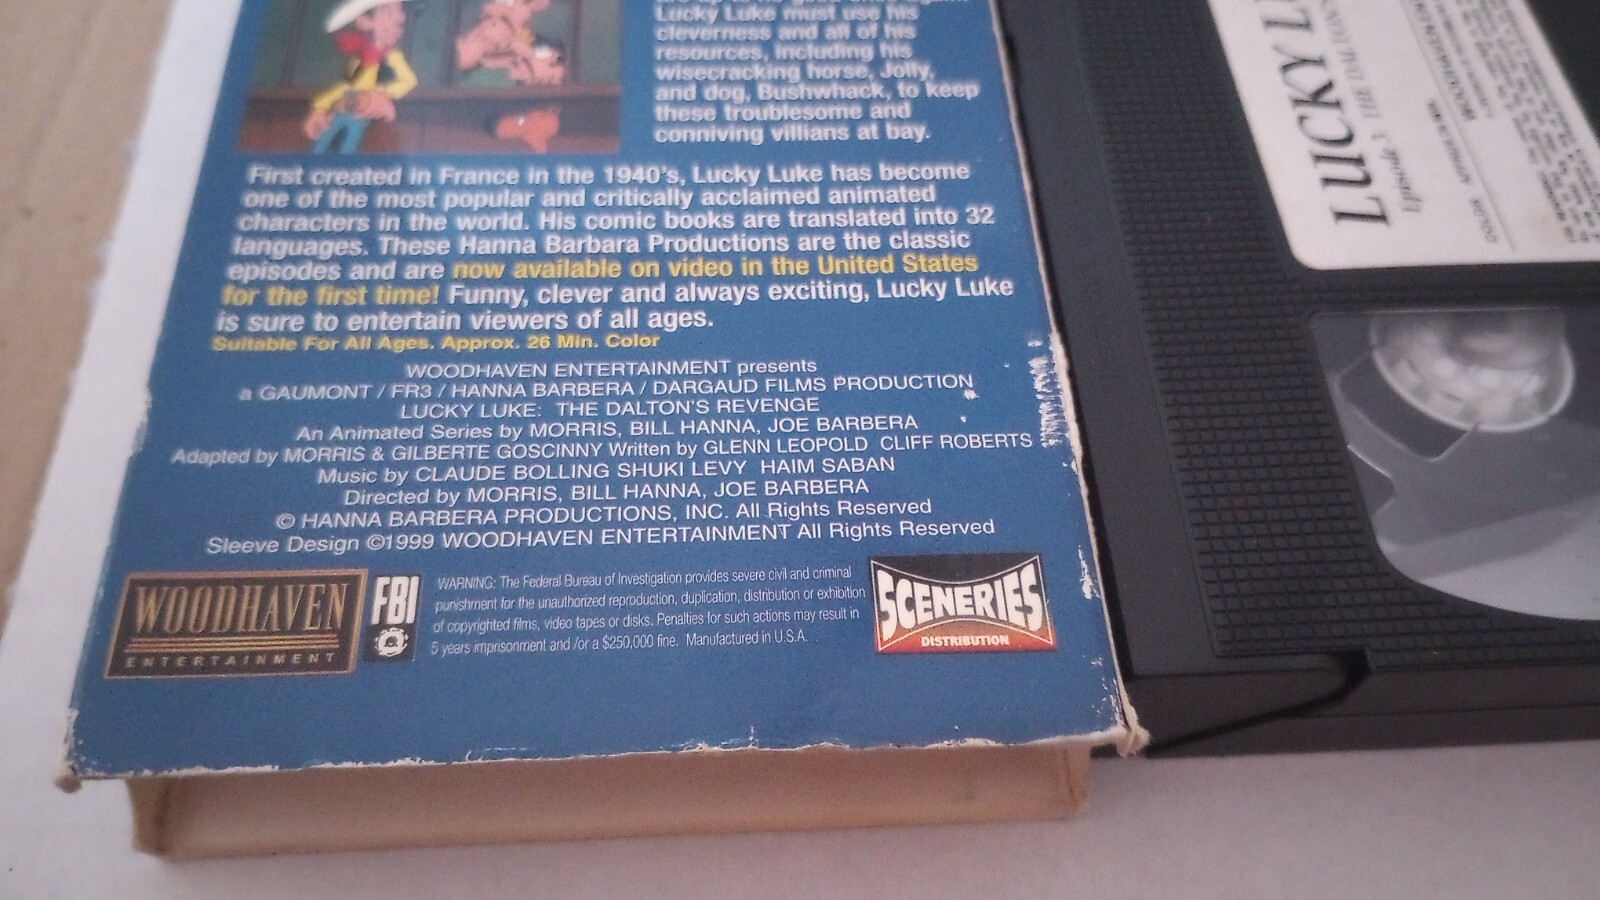 Lucky Luke must use his
cleverness and all of his
resources, including his
wisecracking horse, Jolly,
and dog, Bushwhack, to keep
these troublesome and
conniving villians at bay.
First created in France in the 1940's, Lucky Luke has become
one of the most popular and critically acclaimed animated
characters in the world. His comic books are translated into 32
languages. These Hanna Barbara Productions are the classic
episodes and are now available on video in the United States
for the first time! Funny, clever and always exciting, Lucky Luke
is sure to entertain viewers of all ages.
Suitable For All Ages. Approx. 26 Min. Color
WOODHAVEN ENTERTAINMENT presents
a GAUMONT / FR3 / HANNA BARBERA / DARGAUD FILMS PRODUCTION
LUCKY LUKE: THE DALTON'S REVENGE
An Animated Series by MORRIS, BILL HANNA, JOE BARBERA
Adapted by MORRIS & GILBERTE GOSCINNY Written by GLENN LEOPOLD CLIFF ROBERTS
Music by CLAUDE BOLLING SHUKI LEVY HAIM SABAN
Directed by MORRIS, BILL HANNA, JOE BARBERA
© HANNA BARBERA PRODUCTIONS, INC. All Rights Reserved
Sleeve Design ©1999 WOODHAVEN ENTERTAINMENT All Rights Reserved
WOODHAVEN
ENTERTAINMENT
FBI
WARNING: The Federal Bureau of Investigation provides severe civil and criminal
punishment for the unauthorized reproduction, duplication, distribution or exhibition
of copyrighted films, video tapes or disks. Penalties for such actions may result in
5 years imprisonment and /or a $250,000 fine. Manufactured in U.S.A.
SCENERIES
DISTRIBUTION
LUCKY
Episode 3 THE DALTON
COLOR